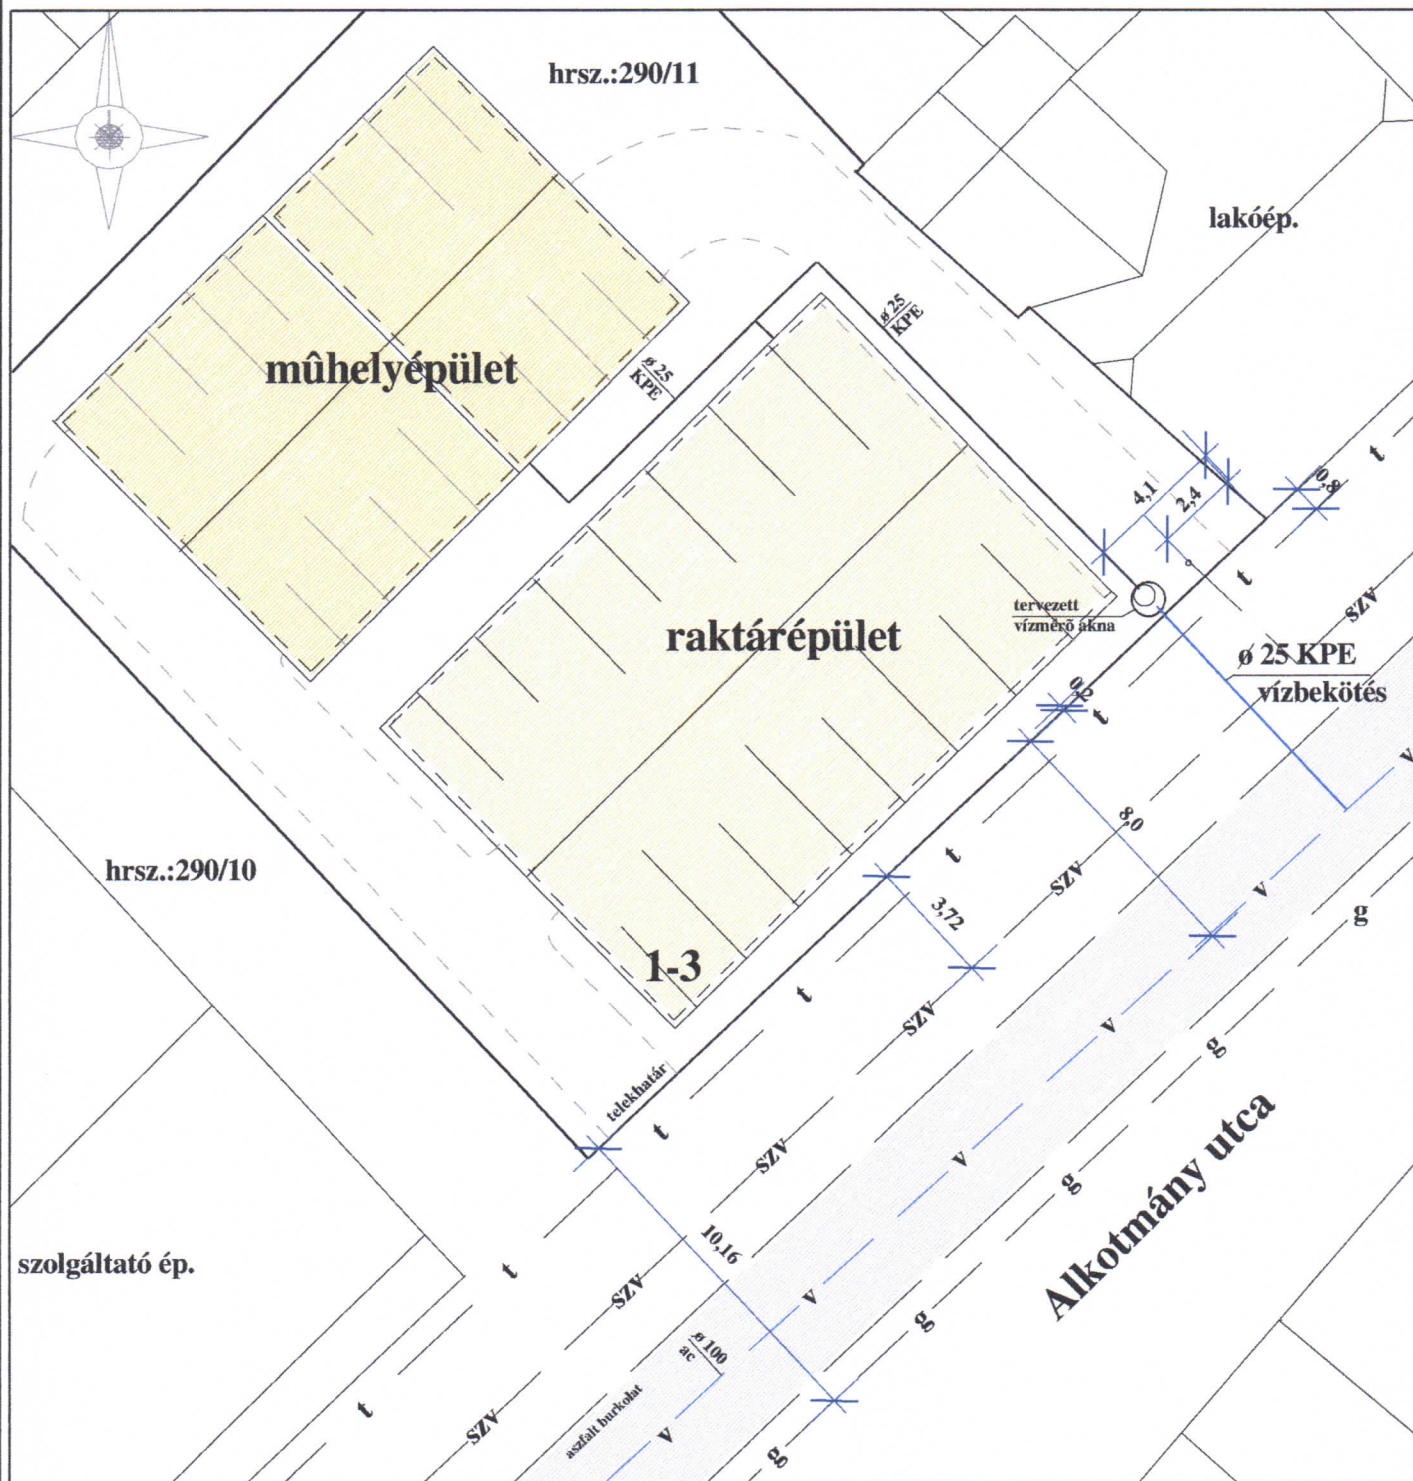 hrsz.:290/11
lakóép.
ø 25
KPE
mûhelyépület
ø 25
KPE
t
0,8
4,1
2,4
t
szv
tervezett
vízmérõ akna
raktárépület
ø 25 KPE
vízbekötés
0,2
t
v
8,0
hrsz.:290/10
t
szv
v
g
3,72
1-3
t
szv
v
g
telekhatár
t
szv
v
g
Alkotmány utca
10,16
szolgáltató ép.
t
szv
v
g
ø 100
ac
aszfalt burkolat
t
szv
v
g